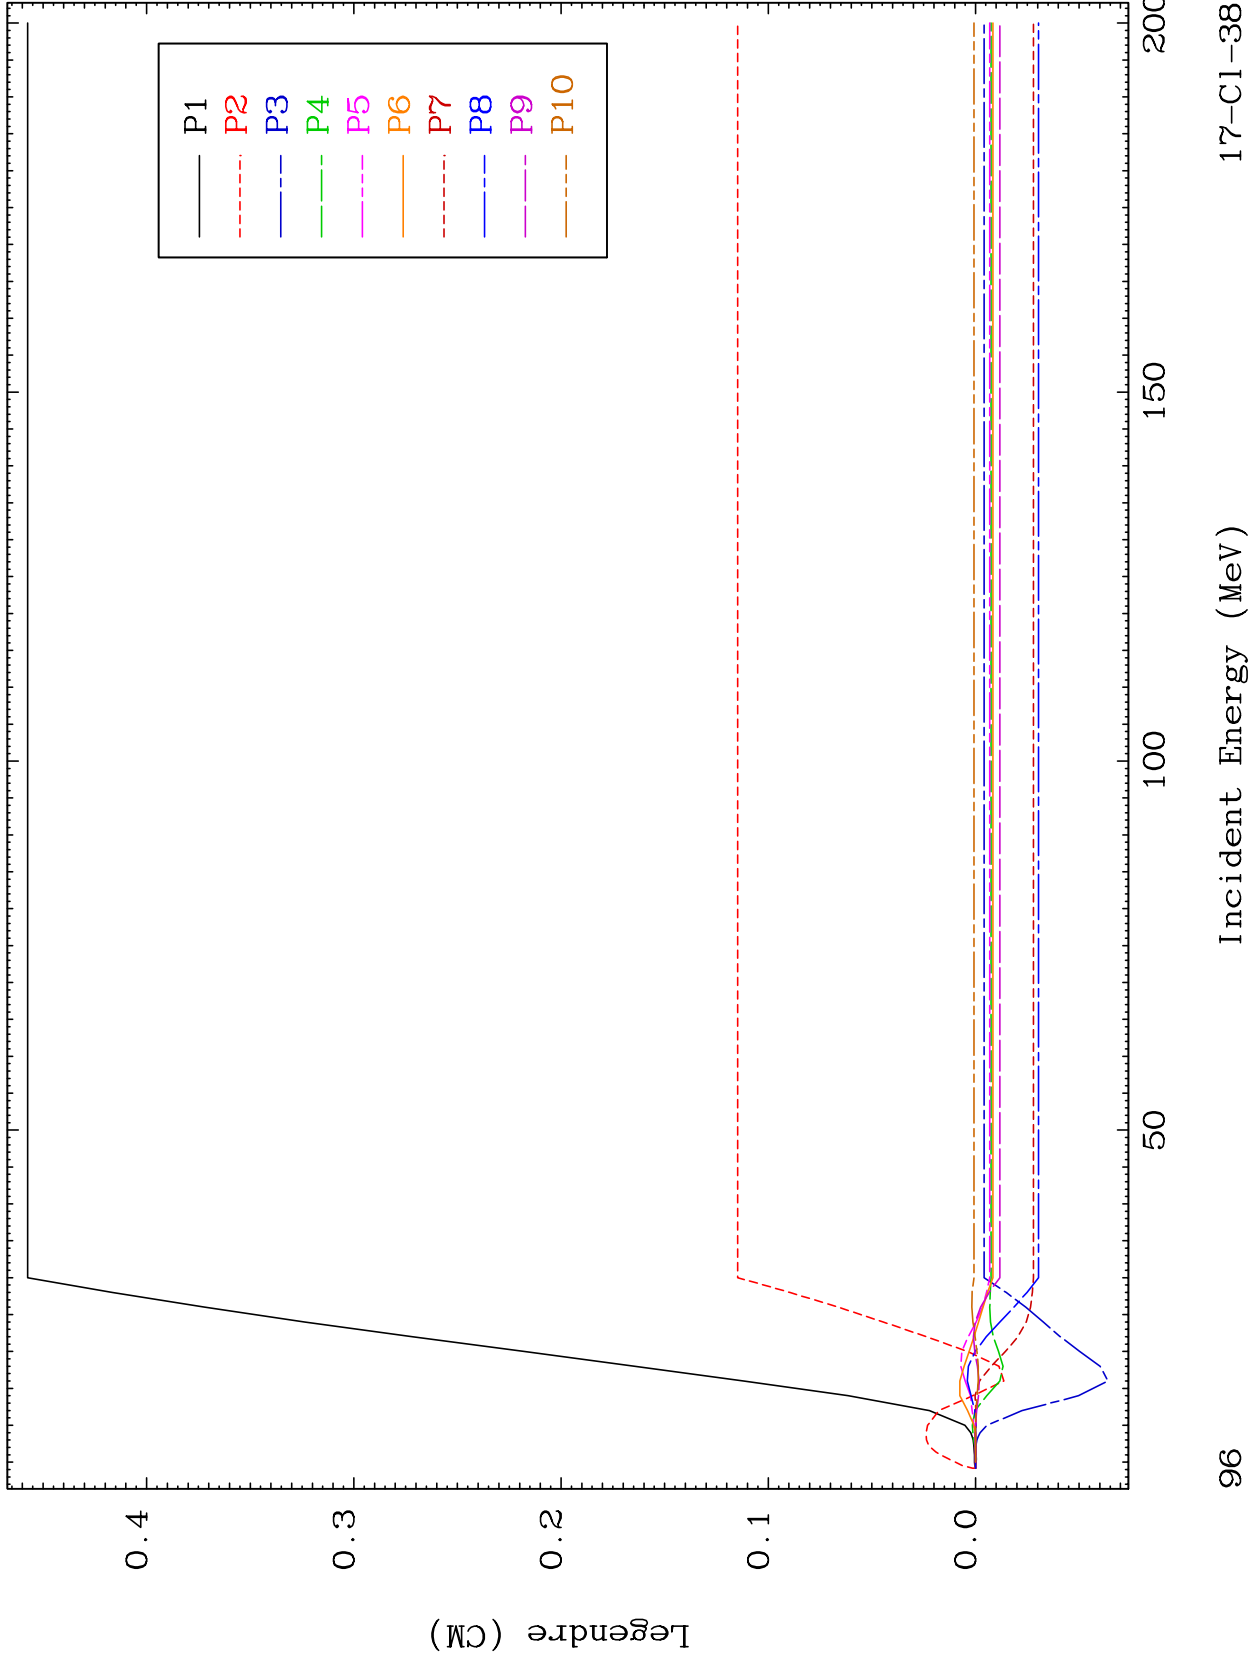 Legendre (CM)
0.4
0.3
0.2
0.1
0.0
P1
P2
P3
P4
P5
P6
P7
P8
P9
P10
50
100
150
200
96
Incident Energy (MeV)
17-Cl-38